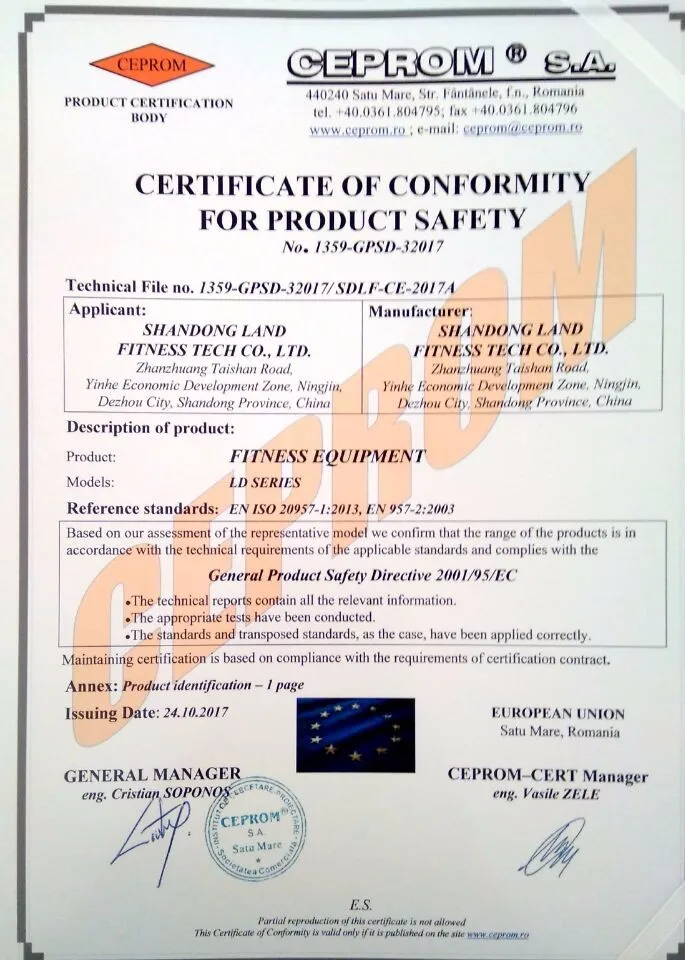 CEPROM
PRODUCT CERTIFICATION
BODY
CEPROM ® S.A.
440240 Satu Mare, Str. Fântânele, f.n., Romania
tel. +40.0361.804795; fax +40.0361.804796
www.ceprom.ro ; e-mail: ceprom@ceprom.ro
CERTIFICATE OF CONFORMITY
FOR PRODUCT SAFETY
No. 1359-GPSD-32017
Technical File no. 1359-GPSD-32017/ SDLF-CE-2017A
Applicant:
SHANDONG LAND
FITNESS TECH CO., LTD.
Zhanzhuang Taishan Road,
Yinhe Economic Development Zone, Ningjin,
Dezhou City, Shandong Province, China
Manufacturer:
SHANDONG LAND
FITNESS TECH CO., LTD.
Zhanzhuang Taishan Road,
Yinhe Economic Development Zone, Ningjin,
Dezhou City, Shandong Province, China
Description of product:
Product: FITNESS EQUIPMENT
Models: LD SERIES
Reference standards: EN ISO 20957-1:2013, EN 957-2:2003
Based on our assessment of the representative model we confirm that the range of the products is in
accordance with the technical requirements of the applicable standards and complies with the
General Product Safety Directive 2001/95/EC
•The technical reports contain all the relevant information.
•The appropriate tests have been conducted.
•The standards and transposed standards, as the case, have been applied correctly.
Maintaining certification is based on compliance with the requirements of certification contract.
Annex: Product identification – 1 page
Issuing Date: 24.10.2017
EUROPEAN UNION
Satu Mare, Romania
GENERAL MANAGER
eng. Cristian SOPONOS
CEPROM–CERT Manager
eng. Vasile ZELE
CEPROM®
S.A.
Satu Mare
Societatea Comercială
E.S.
Partial reproduction of this certificate is not allowed
This Certificate of Conformity is valid only if it is published on the site www.ceprom.ro
CEPROM